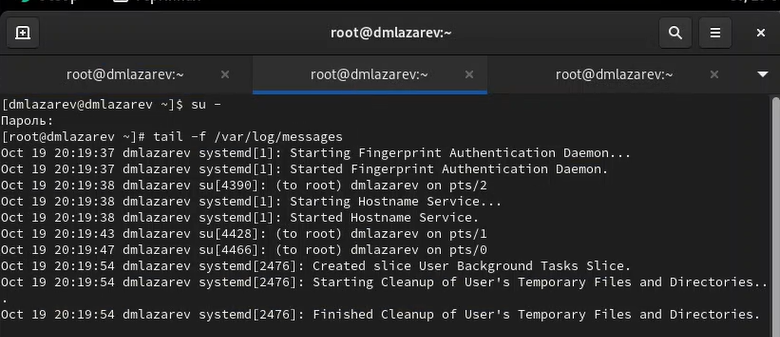 root@dmlazarev:~
root@dmlazarev:~ × root@dmlazarev:~ × root@dmlazarev:~ ×
[dmlazarev@dmlazarev ~]$ su -
Пароль:
[root@dmlazarev ~]# tail -f /var/log/messages
Oct 19 20:19:37 dmlazarev systemd[1]: Starting Fingerprint Authentication Daemon...
Oct 19 20:19:37 dmlazarev systemd[1]: Started Fingerprint Authentication Daemon.
Oct 19 20:19:38 dmlazarev su[4390]: (to root) dmlazarev on pts/2
Oct 19 20:19:38 dmlazarev systemd[1]: Starting Hostname Service...
Oct 19 20:19:38 dmlazarev systemd[1]: Started Hostname Service.
Oct 19 20:19:43 dmlazarev su[4428]: (to root) dmlazarev on pts/1
Oct 19 20:19:47 dmlazarev su[4466]: (to root) dmlazarev on pts/0
Oct 19 20:19:54 dmlazarev systemd[2476]: Created slice User Background Tasks Slice.
Oct 19 20:19:54 dmlazarev systemd[2476]: Starting Cleanup of User's Temporary Files and Directories..
.
Oct 19 20:19:54 dmlazarev systemd[2476]: Finished Cleanup of User's Temporary Files and Directories.